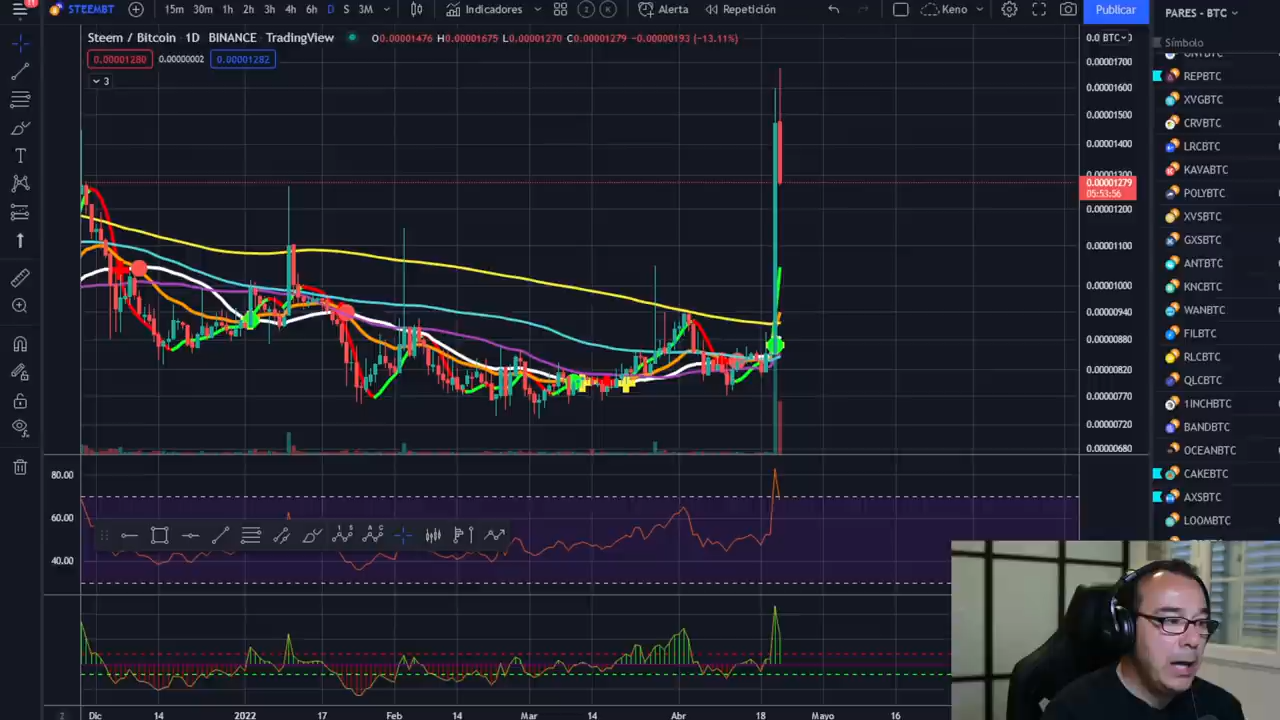 11
STEEMBT
15m 30m 1h 2h 3h 4h 6h D S 3M
Indicadores
Alerta
Repetición
Keno
Publicar
PARES - BTC
Steem / Bitcoin · 1D · BINANCE · TradingView
O0.00001476 H0.00001675 L0.00001270 C0.00001279 −0.00000193 (−13.11%)
0.00001280 0.00000002 0.00001282
3
Símbolo
REPBTC
XVGBTC
CRVBTC
LRCBTC
KAVABTC
POLYBTC
XVSBTC
GXSBTC
ANTBTC
KNCBTC
WANBTC
FILBTC
RLCBTC
QLCBTC
1INCHBTC
BANDBTC
OCEANBTC
CAKEBTC
AXSBTC
LOOMBTC
BTC
0.00001700
0.00001600
0.00001500
0.00001400
0.00001300
0.00001279
05:53:56
0.00001200
0.00001100
0.00001000
0.00000940
0.00000880
0.00000820
0.00000770
0.00000720
0.00000680
80.00
60.00
40.00
Dic 14 2022 17 Feb 14 Mar 14 Abr 18 Mayo 16